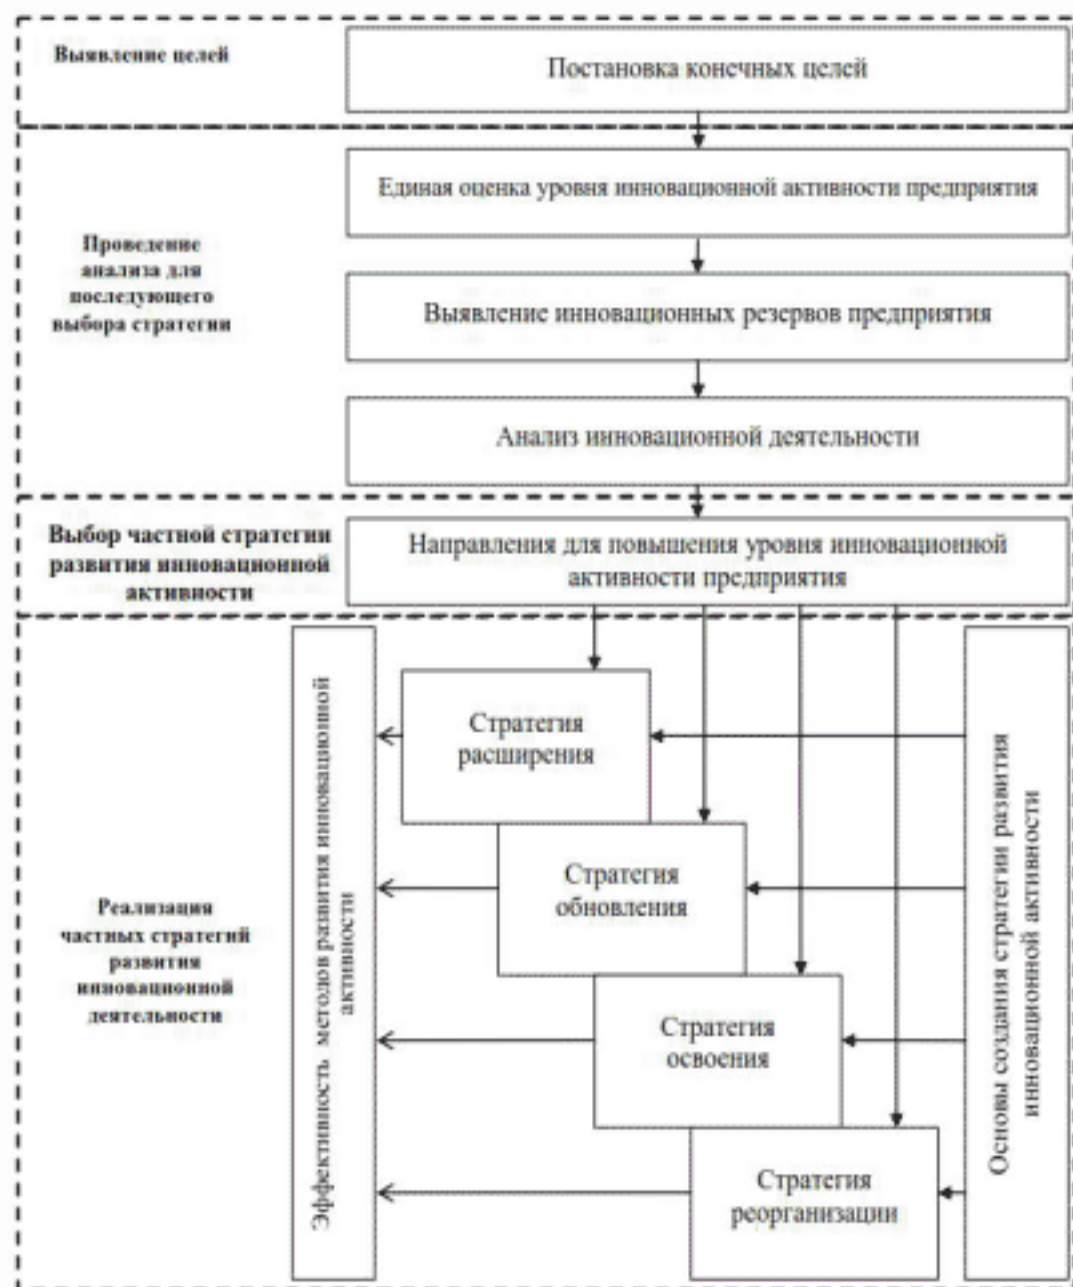 Выявление целей
Постановка конечных целей
Единая оценка уровня инновационной активности предприятия
Проведение
анализа для
последующего
выбора стратегии
Выявление инновационных резервов предприятия
Анализ инновационной деятельности
Выбор частной стратегии
развития инновационной
активности
Направления для повышения уровня инновационной
активности предприятия
Реализация
частных стратегий
развития
инновационной
деятельности
Эффективность методов развития инновационной
активности
Стратегия
расширения
Стратегия
обновления
Стратегия
освоения
Стратегия
реорганизации
Основы создания стратегии развития
инновационной активности